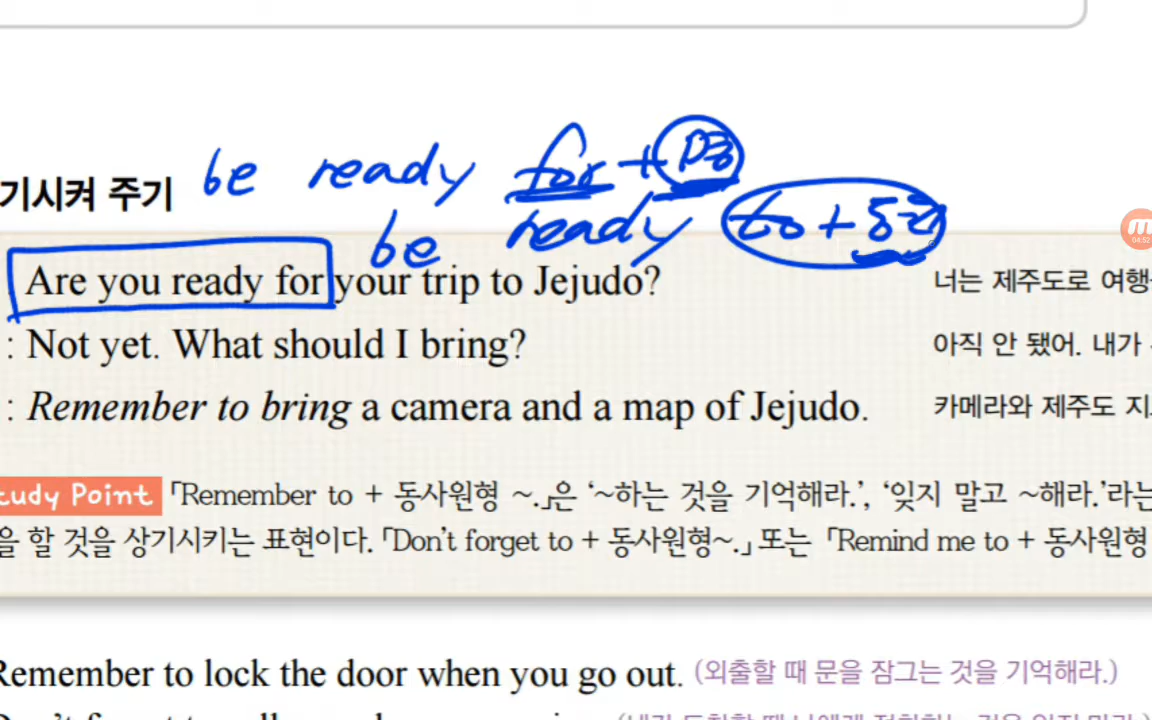 be ready for + 명
기시켜 주기
be ready to + 동원
Are you ready for your trip to Jejudo? 너는 제주도로 여행
: Not yet. What should I bring? 아직 안 됐어. 내가
: Remember to bring a camera and a map of Jejudo. 카메라와 제주도 지
tudy Point 「Remember to + 동사원형 ~.」은 ‘~하는 것을 기억해라.’, ‘잊지 말고 ~해라.’라는
을 할 것을 상기시키는 표현이다. 「Don't forget to + 동사원형~.」 또는 「Remind me to + 동사원형
Remember to lock the door when you go out. (외출할 때 문을 잠그는 것을 기억해라.)
04:52